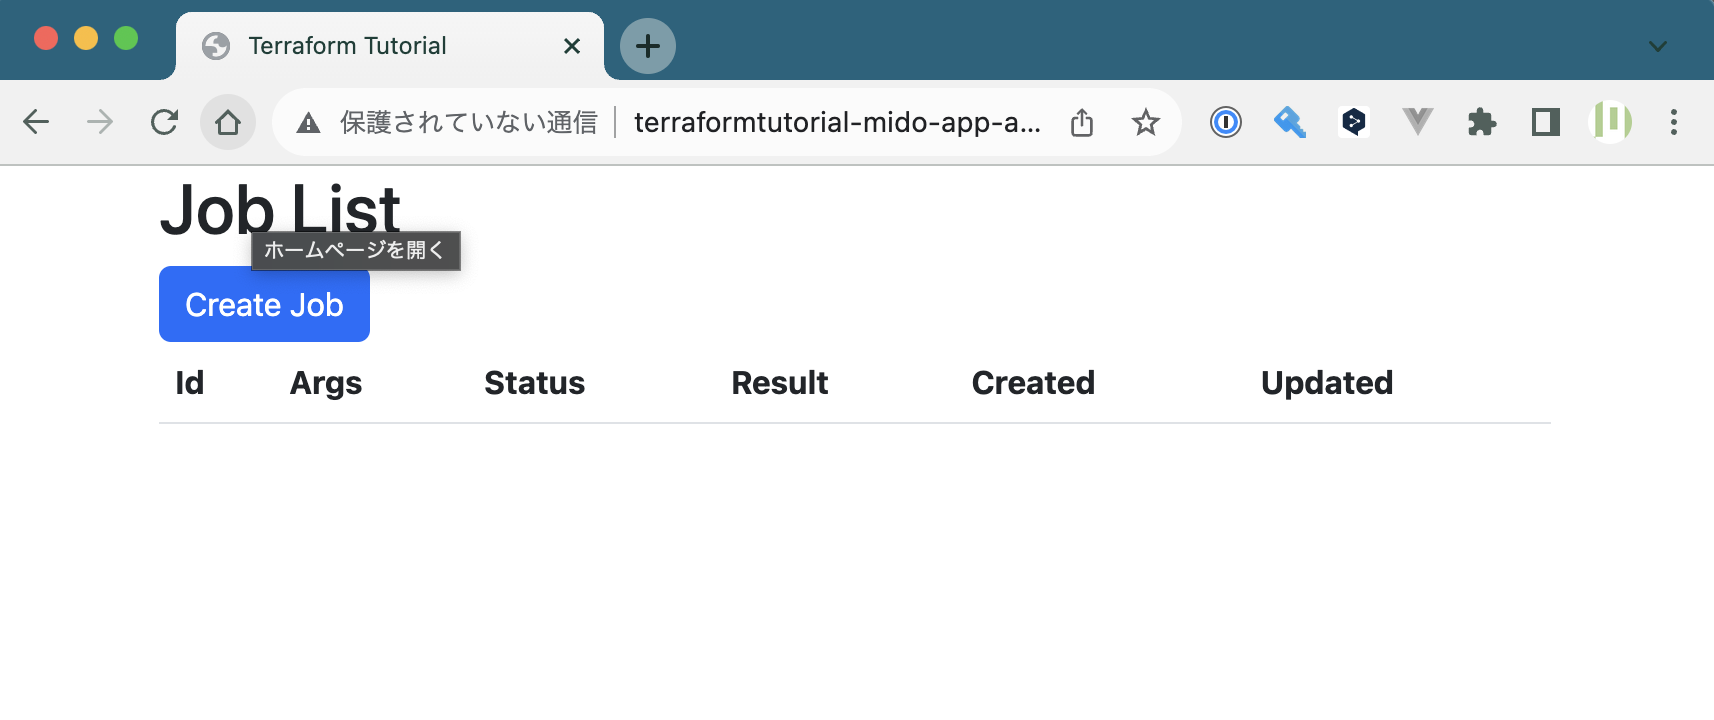 Terraform Tutorial
保護されていない通信 terraformtutorial-mido-app-a...
Job List
ホームページを開く
Create Job
Id Args Status Result Created Updated